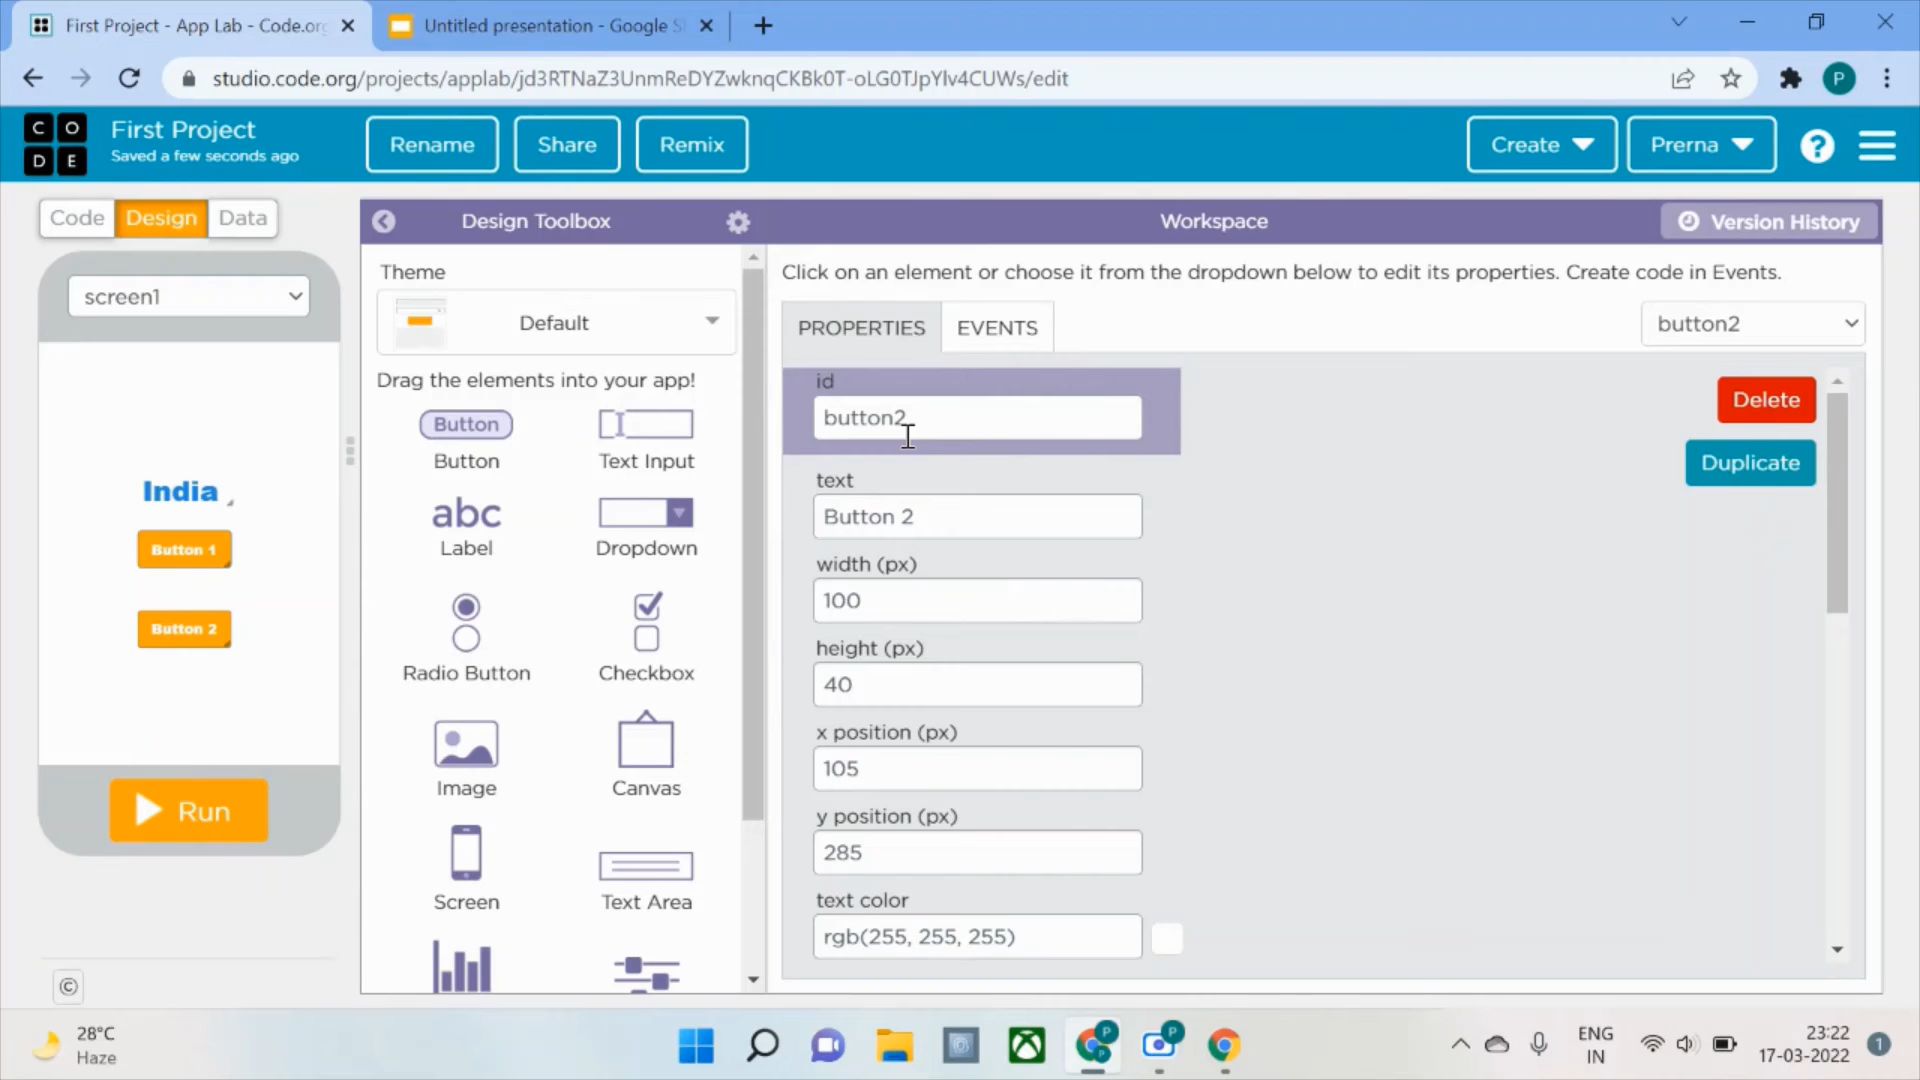 First Project - App Lab - Code.org
Untitled presentation - Google Sl
studio.code.org/projects/applab/jd3RTNaZ3UnmReDYZwknqCKBk0T-oLG0TJpYlv4CUWs/edit
P
C O
D E
First Project
Saved a few seconds ago
Rename
Share
Remix
Create
Prerna
?
Code
Design
Data
Design Toolbox
Workspace
Version History
screen1
India
Button 1
Button 2
Run
©
Theme
Default
Drag the elements into your app!
Button
Button
Text Input
abc
Label
Dropdown
Radio Button
Checkbox
Image
Canvas
Screen
Text Area
Click on an element or choose it from the dropdown below to edit its properties. Create code in Events.
PROPERTIES
EVENTS
button2
id
button2
Delete
Duplicate
text
Button 2
width (px)
100
height (px)
40
x position (px)
105
y position (px)
285
text color
rgb(255, 255, 255)
28°C
Haze
P
P
P
ENG
IN
23:22
17-03-2022
1